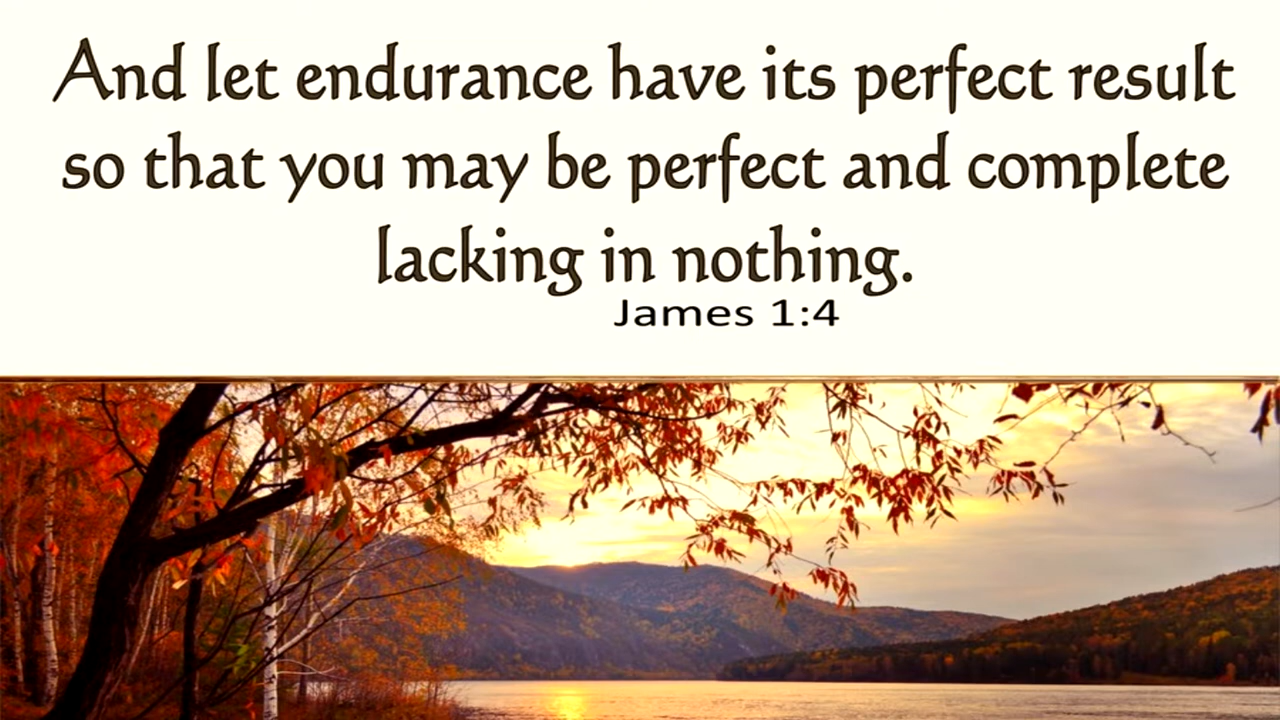 And let endurance have its perfect result
so that you may be perfect and complete
lacking in nothing.
James 1:4